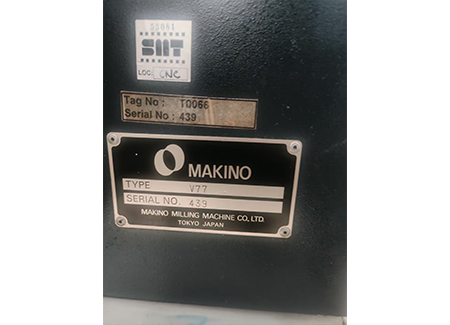 SMT
LOC: CNC
Tag No : T0066
Serial No : 439
MAKINO
TYPE V77
SERIAL NO. 439
MAKINO MILLING MACHINE CO., LTD.
TOKYO JAPAN